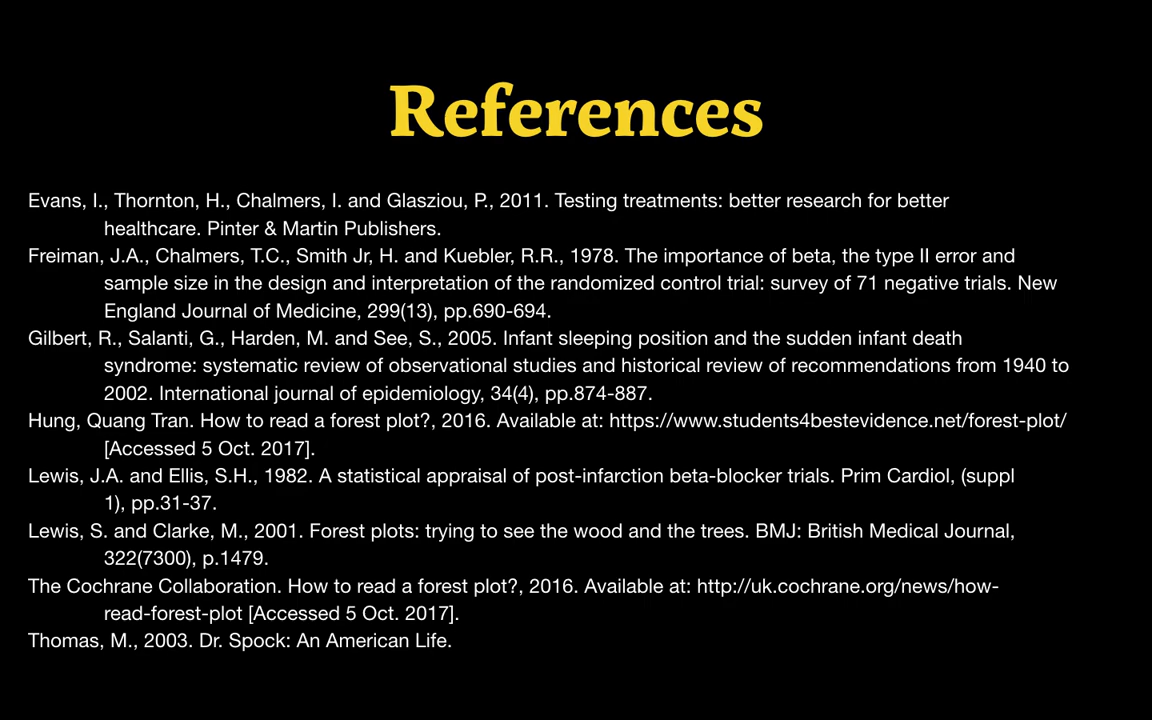 References
Evans, I., Thornton, H., Chalmers, I. and Glasziou, P., 2011. Testing treatments: better research for better
healthcare. Pinter & Martin Publishers.
Freiman, J.A., Chalmers, T.C., Smith Jr, H. and Kuebler, R.R., 1978. The importance of beta, the type II error and
sample size in the design and interpretation of the randomized control trial: survey of 71 negative trials. New
England Journal of Medicine, 299(13), pp.690-694.
Gilbert, R., Salanti, G., Harden, M. and See, S., 2005. Infant sleeping position and the sudden infant death
syndrome: systematic review of observational studies and historical review of recommendations from 1940 to
2002. International journal of epidemiology, 34(4), pp.874-887.
Hung, Quang Tran. How to read a forest plot?, 2016. Available at: https://www.students4bestevidence.net/forest-plot/
[Accessed 5 Oct. 2017].
Lewis, J.A. and Ellis, S.H., 1982. A statistical appraisal of post-infarction beta-blocker trials. Prim Cardiol, (suppl
1), pp.31-37.
Lewis, S. and Clarke, M., 2001. Forest plots: trying to see the wood and the trees. BMJ: British Medical Journal,
322(7300), p.1479.
The Cochrane Collaboration. How to read a forest plot?, 2016. Available at: http://uk.cochrane.org/news/how-
read-forest-plot [Accessed 5 Oct. 2017].
Thomas, M., 2003. Dr. Spock: An American Life.